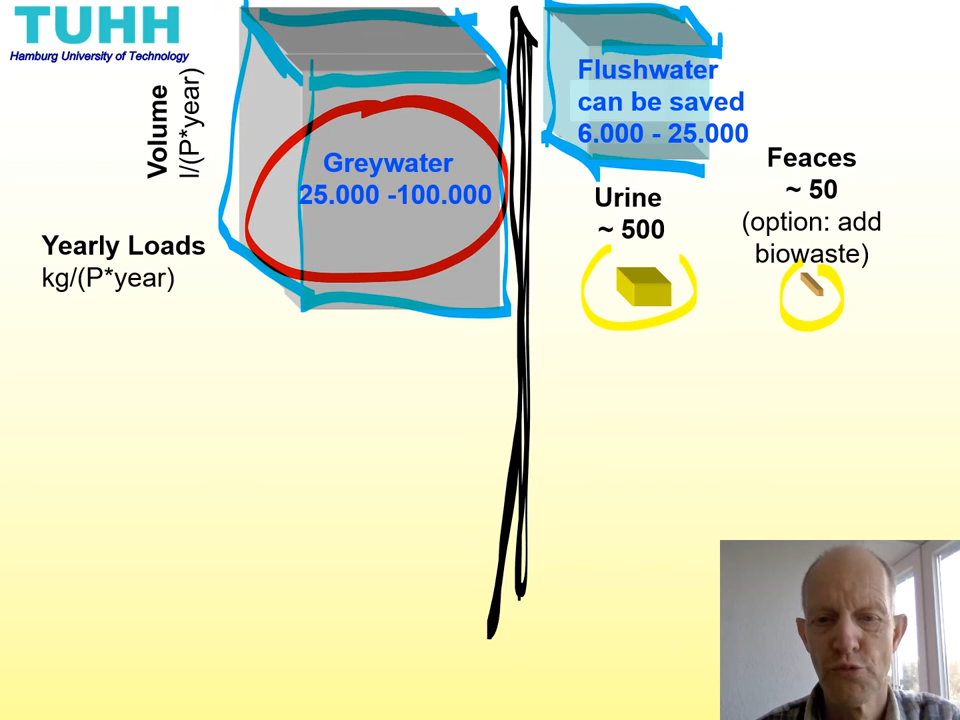 TUHH
Hamburg University of Technology
Volume
l/(P*year)
Yearly Loads
kg/(P*year)
Greywater
25.000 -100.000
Flushwater
can be saved
6.000 - 25.000
Urine
~ 500
Feaces
~ 50
(option: add
biowaste)